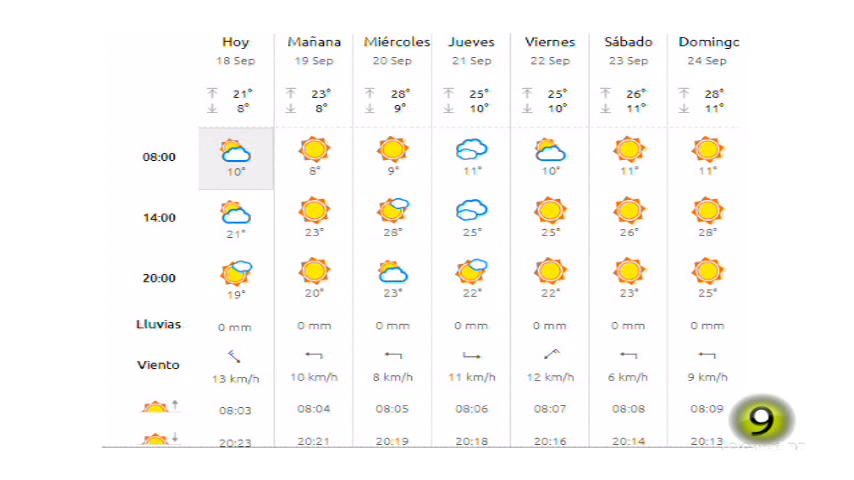 Hoy Mañana Miércoles Jueves Viernes Sábado Domingc
18 Sep 19 Sep 20 Sep 21 Sep 22 Sep 23 Sep 24 Sep
21° 23° 28° 25° 25° 26° 28°
8° 8° 9° 10° 10° 11° 11°
08:00 10° 8° 9° 11° 10° 11° 11°
14:00 21° 23° 28° 25° 25° 26° 28°
20:00 19° 20° 23° 22° 22° 23° 25°
Lluvias 0 mm 0 mm 0 mm 0 mm 0 mm 0 mm 0 mm
Viento 13 km/h 10 km/h 8 km/h 11 km/h 12 km/h 6 km/h 9 km/h
08:03 08:04 08:05 08:06 08:07 08:08 08:09
20:23 20:21 20:19 20:18 20:16 20:14 20:13
9